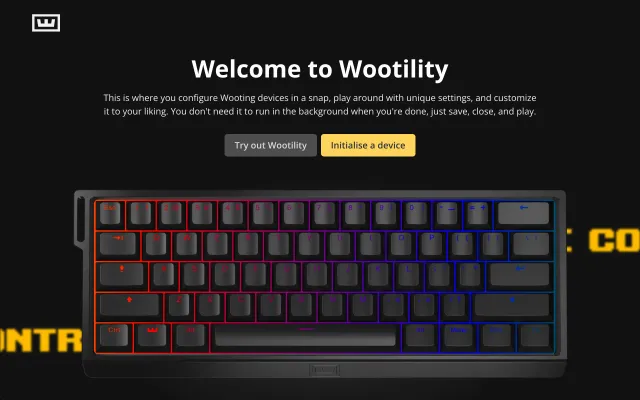 Welcome to Wootility
This is where you configure Wooting devices in a snap, play around with unique settings, and customize
it to your liking. You don't need it to run in the background when you're done, just save, close, and play.
Try out Wootility
Initialise a device